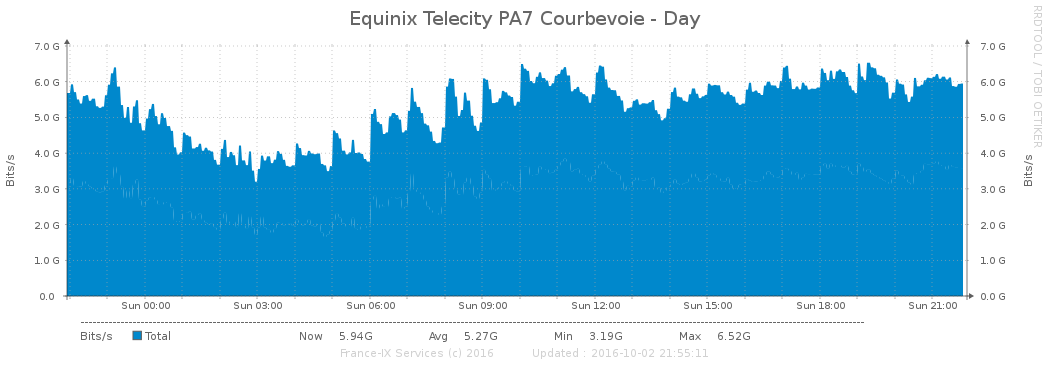 Equinix Telecity PA7 Courbevoie - Day
RRDTOOL / TOBI OETIKER
Bits/s
7.0 G
6.0 G
5.0 G
4.0 G
3.0 G
2.0 G
1.0 G
0.0
7.0 G
6.0 G
5.0 G
4.0 G
3.0 G
2.0 G
1.0 G
0.0 G
Bits/s
Sun 00:00 Sun 03:00 Sun 06:00 Sun 09:00 Sun 12:00 Sun 15:00 Sun 18:00 Sun 21:00
Bits/s Total Now 5.94G Avg 5.27G Min 3.19G Max 6.52G
France-IX Services (c) 2016 Updated : 2016-10-02 21:55:11